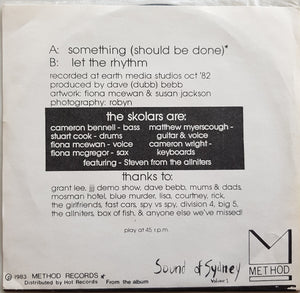 A: something (should be done)*
B: let the rhythm
recorded at earth media studios oct '82
produced by dave (dubb) bebb
artwork: fiona mcewan & susan jackson
photography: robyn
the skolars are:
cameron bennell - bass   matthew myerscough -
stuart cook - drums   guitar & voice
fiona mcewan - voice   cameron wright -
fiona mcgregor - sax   keyboards
featuring - Steven from the allniters
thanks to:
grant lee, jjj demo show, dave bebb, mums & dads,
mosman hotel, blue murder, lisa, courtney, rick,
the girlfriends, fast cars, spy vs spy, division 4, big 5,
the allniters, box of fish, & anyone else we've missed!
play at 45 r.p.m.
METHOD
Sound of Sydney
Volume 1
© 1983 METHOD RECORDS *
Distributed by Hot Records   From the album